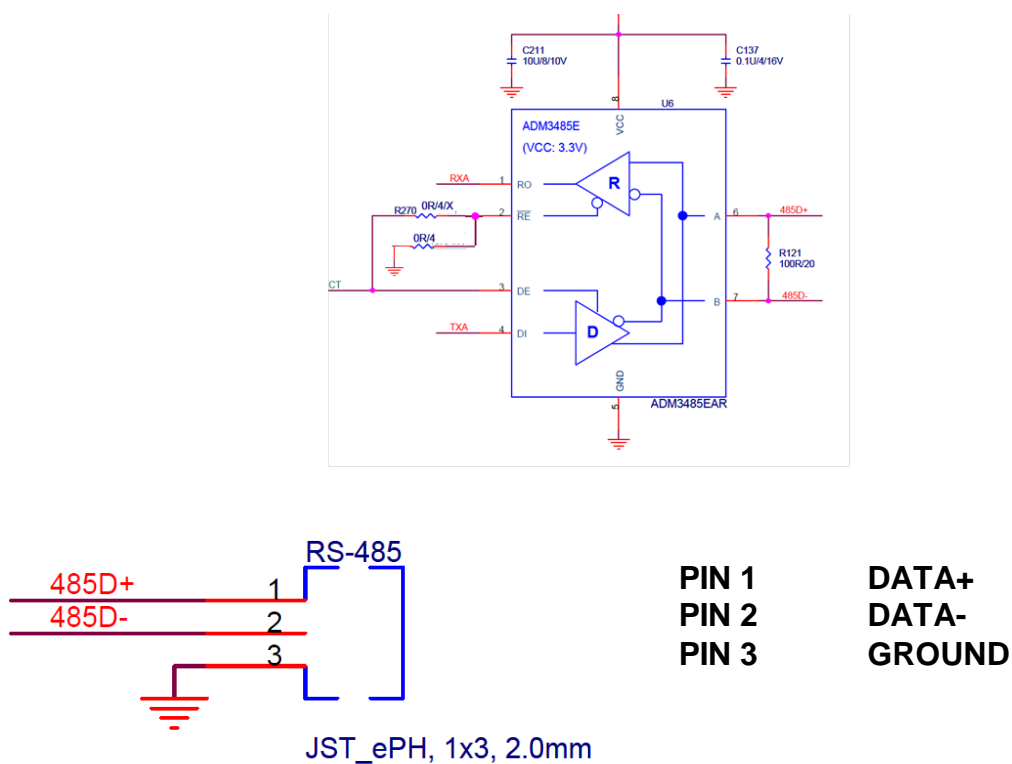 C211
10U/8/10V
C137
0.1U/4/16V
8
U6
VCC
ADM3485E
(VCC: 3.3V)
RXA
1
RO
R
R270
0R/4/X
2
RE
A
6
485D+
0R/4
R121
100R/20
CT
3
DE
B
7
485D-
TXA
4
DI
D
GND
5
ADM3485EAR
RS-485
485D+
1
485D-
2
3
JST_ePH, 1x3, 2.0mm
PIN 1 DATA+
PIN 2 DATA-
PIN 3 GROUND